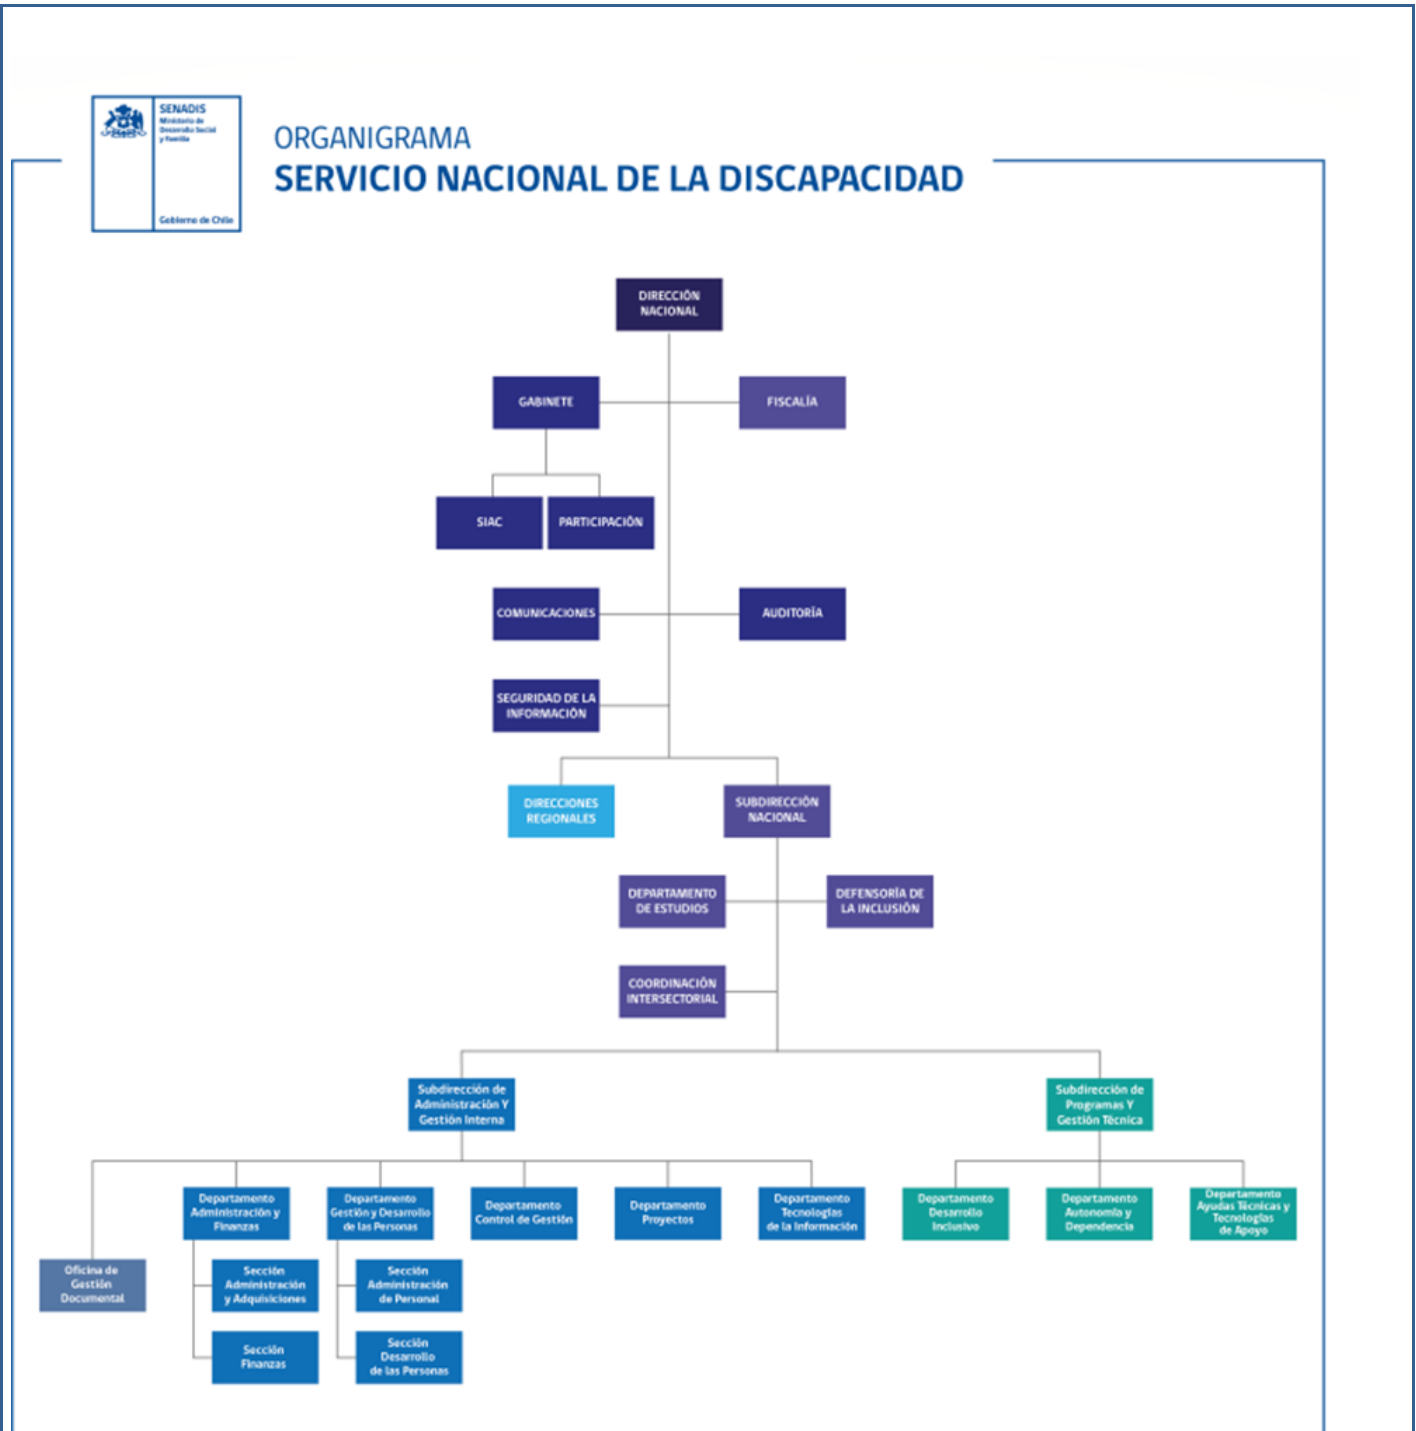 SENADIS
Ministerio de
Desarrollo Social
y Familia
Gobierno de Chile
ORGANIGRAMA
SERVICIO NACIONAL DE LA DISCAPACIDAD
DIRECCIÓN
NACIONAL
GABINETE
FISCALÍA
SIAC
PARTICIPACIÓN
COMUNICACIONES
AUDITORÍA
SEGURIDAD DE LA
INFORMACIÓN
DIRECCIONES
REGIONALES
SUBDIRECCIÓN
NACIONAL
DEPARTAMENTO
DE ESTUDIOS
DEFENSORÍA DE
LA INCLUSIÓN
COORDINACIÓN
INTERSECTORIAL
Subdirección de
Administración Y
Gestión Interna
Subdirección de
Programas Y
Gestión Técnica
Departamento
Administración y
Finanzas
Departamento
Gestión y Desarrollo
de las Personas
Departamento
Control de Gestión
Departamento
Proyectos
Departamento
Tecnologías
de la Información
Departamento
Desarrollo
Inclusivo
Departamento
Autonomía y
Dependencia
Departamento
Ayudas Técnicas y
Tecnologías
de Apoyo
Oficina de
Gestión
Documental
Sección
Administración
y Adquisiciones
Sección
Administración
de Personal
Sección
Finanzas
Sección
Desarrollo
de las Personas